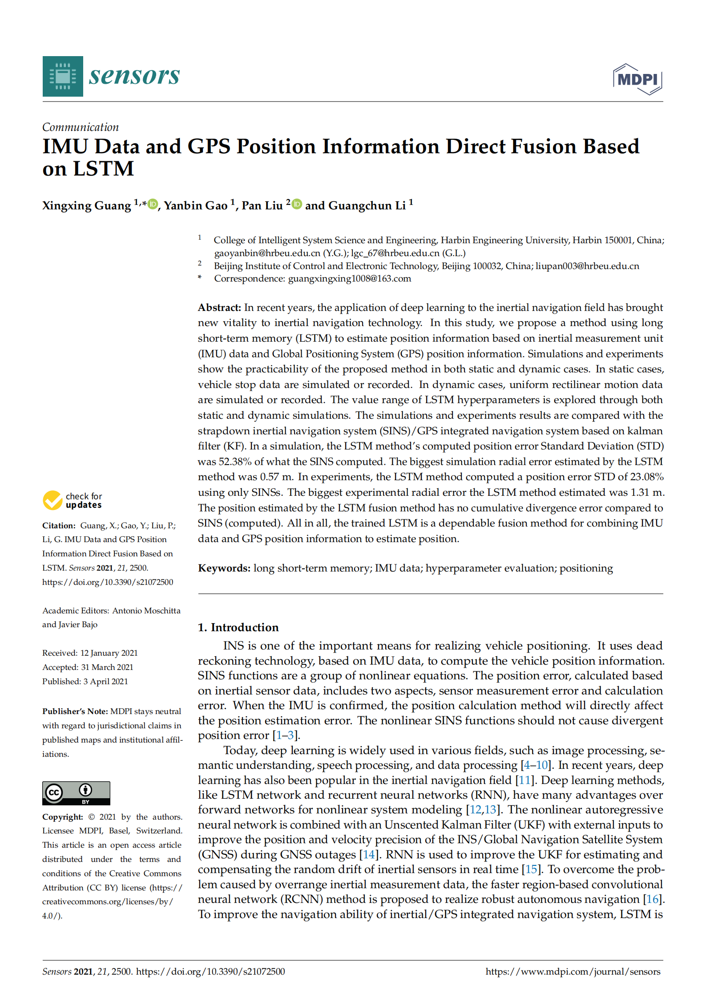 sensors
MDPI
Communication
IMU Data and GPS Position Information Direct Fusion Based
on LSTM
Xingxing Guang 1,* iD, Yanbin Gao 1, Pan Liu 2 iD and Guangchun Li 1
1 College of Intelligent System Science and Engineering, Harbin Engineering University, Harbin 150001, China;
gaoyanbin@hrbeu.edu.cn (Y.G.); lgc_67@hrbeu.edu.cn (G.L.)
2 Beijing Institute of Control and Electronic Technology, Beijing 100032, China; liupan003@hrbeu.edu.cn
* Correspondence: guangxingxing1008@163.com
Abstract: In recent years, the application of deep learning to the inertial navigation field has brought
new vitality to inertial navigation technology. In this study, we propose a method using long
short-term memory (LSTM) to estimate position information based on inertial measurement unit
(IMU) data and Global Positioning System (GPS) position information. Simulations and experiments
show the practicability of the proposed method in both static and dynamic cases. In static cases,
vehicle stop data are simulated or recorded. In dynamic cases, uniform rectilinear motion data
are simulated or recorded. The value range of LSTM hyperparameters is explored through both
static and dynamic simulations. The simulations and experiments results are compared with the
strapdown inertial navigation system (SINS)/GPS integrated navigation system based on kalman
filter (KF). In a simulation, the LSTM method's computed position error Standard Deviation (STD)
was 52.38% of what the SINS computed. The biggest simulation radial error estimated by the LSTM
method was 0.57 m. In experiments, the LSTM method computed a position error STD of 23.08%
using only SINSs. The biggest experimental radial error the LSTM method estimated was 1.31 m.
The position estimated by the LSTM fusion method has no cumulative divergence error compared to
SINS (computed). All in all, the trained LSTM is a dependable fusion method for combining IMU
data and GPS position information to estimate position.
Keywords: long short-term memory; IMU data; hyperparameter evaluation; positioning
check for
updates
Citation: Guang, X.; Gao, Y.; Liu, P.;
Li, G. IMU Data and GPS Position
Information Direct Fusion Based on
LSTM. Sensors 2021, 21, 2500.
https://doi.org/10.3390/s21072500
Academic Editors: Antonio Moschitta
and Javier Bajo
Received: 12 January 2021
Accepted: 31 March 2021
Published: 3 April 2021
Publisher's Note: MDPI stays neutral
with regard to jurisdictional claims in
published maps and institutional affil-
iations.
cc BY
Copyright: © 2021 by the authors.
Licensee MDPI, Basel, Switzerland.
This article is an open access article
distributed under the terms and
conditions of the Creative Commons
Attribution (CC BY) license (https://
creativecommons.org/licenses/by/
4.0/).
1. Introduction
INS is one of the important means for realizing vehicle positioning. It uses dead
reckoning technology, based on IMU data, to compute the vehicle position information.
SINS functions are a group of nonlinear equations. The position error, calculated based
on inertial sensor data, includes two aspects, sensor measurement error and calculation
error. When the IMU is confirmed, the position calculation method will directly affect
the position estimation error. The nonlinear SINS functions should not cause divergent
position error [1–3].
Today, deep learning is widely used in various fields, such as image processing, se-
mantic understanding, speech processing, and data processing [4–10]. In recent years, deep
learning has also been popular in the inertial navigation field [11]. Deep learning methods,
like LSTM network and recurrent neural networks (RNN), have many advantages over
forward networks for nonlinear system modeling [12,13]. The nonlinear autoregressive
neural network is combined with an Unscented Kalman Filter (UKF) with external inputs to
improve the position and velocity precision of the INS/Global Navigation Satellite System
(GNSS) during GNSS outages [14]. RNN is used to improve the UKF for estimating and
compensating the random drift of inertial sensors in real time [15]. To overcome the prob-
lem caused by overrange inertial measurement data, the faster region-based convolutional
neural network (RCNN) method is proposed to realize robust autonomous navigation [16].
To improve the navigation ability of inertial/GPS integrated navigation system, LSTM is
Sensors 2021, 21, 2500. https://doi.org/10.3390/s21072500
https://www.mdpi.com/journal/sensors